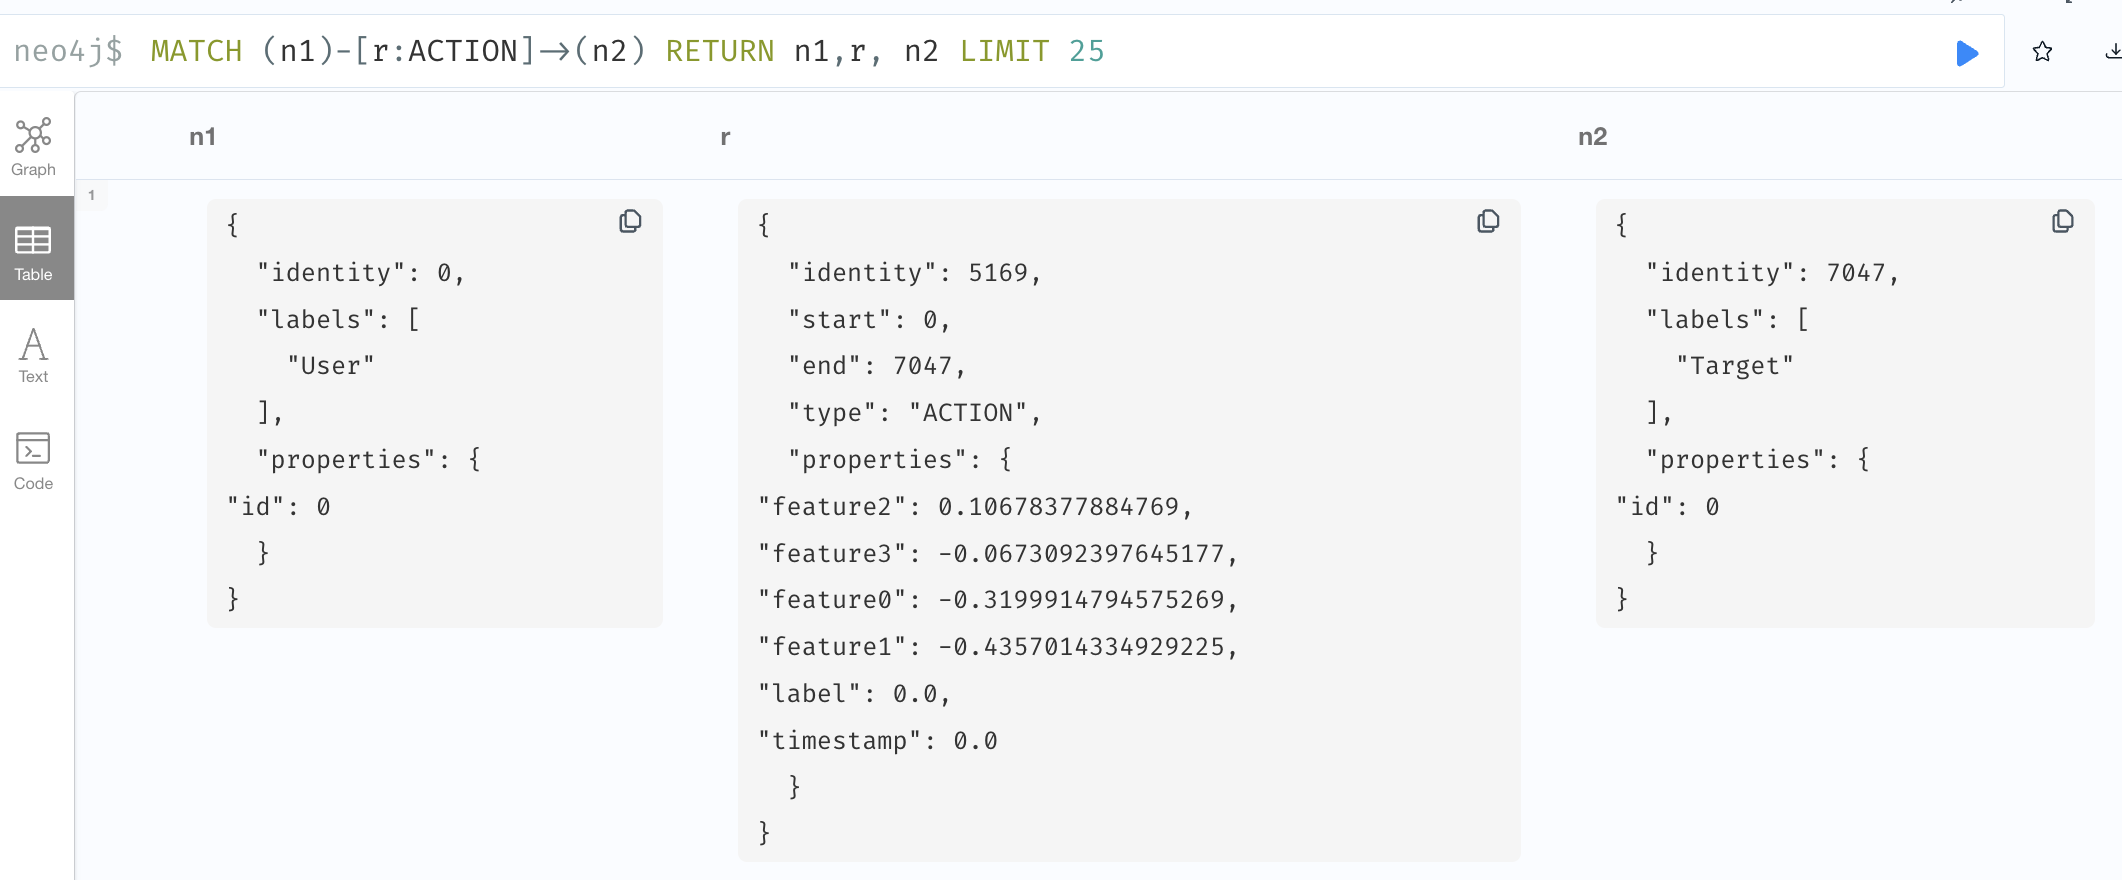 neo4j$ MATCH (n1)-[r:ACTION]→(n2) RETURN n1,r, n2 LIMIT 25
Graph
Table
Text
Code
n1
r
n2
1
{
"identity": 0,
"labels": [
"User"
],
"properties": {
"id": 0
}
}
{
"identity": 5169,
"start": 0,
"end": 7047,
"type": "ACTION",
"properties": {
"feature2": 0.10678377884769,
"feature3": -0.0673092397645177,
"feature0": -0.3199914794575269,
"feature1": -0.4357014334929225,
"label": 0.0,
"timestamp": 0.0
}
}
{
"identity": 7047,
"labels": [
"Target"
],
"properties": {
"id": 0
}
}